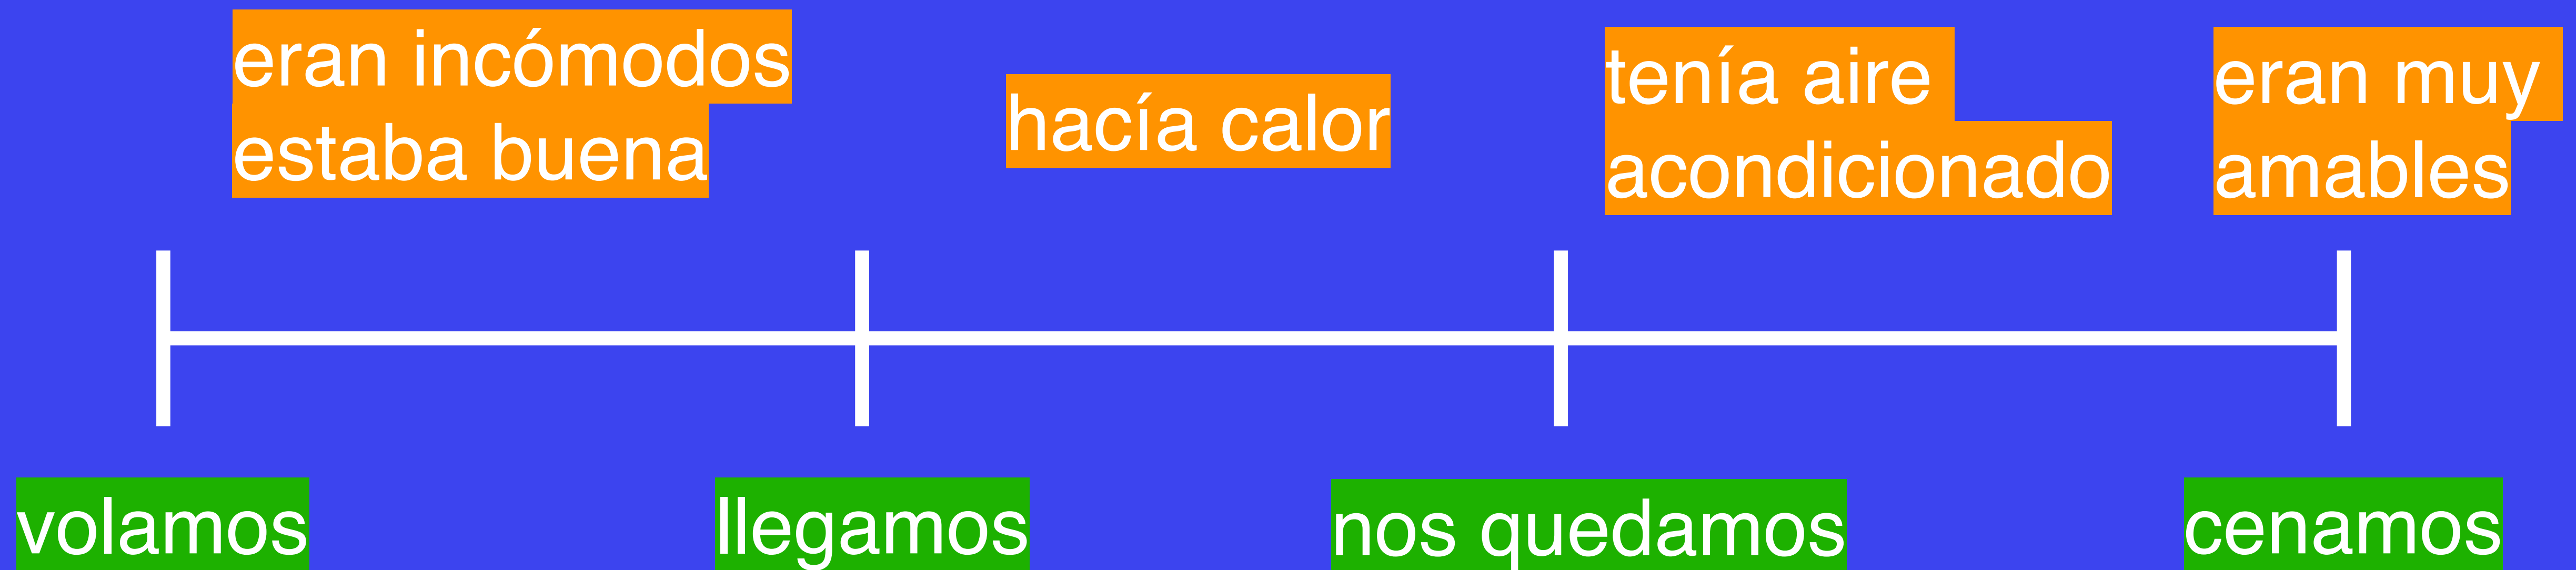 eran incómodos
estaba buena
hacía calor
tenía aire
acondicionado
eran muy
amables
volamos
llegamos
nos quedamos
cenamos